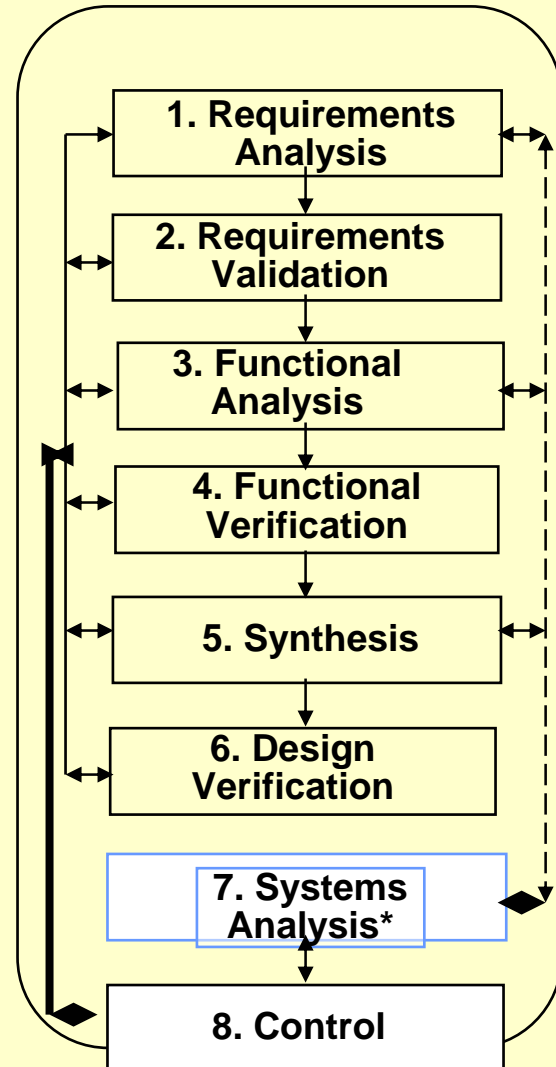 1. Requirements
Analysis
2. Requirements
Validation
3. Functional
Analysis
4. Functional
Verification
5. Synthesis
6. Design
Verification
7. Systems
Analysis*
8. Control